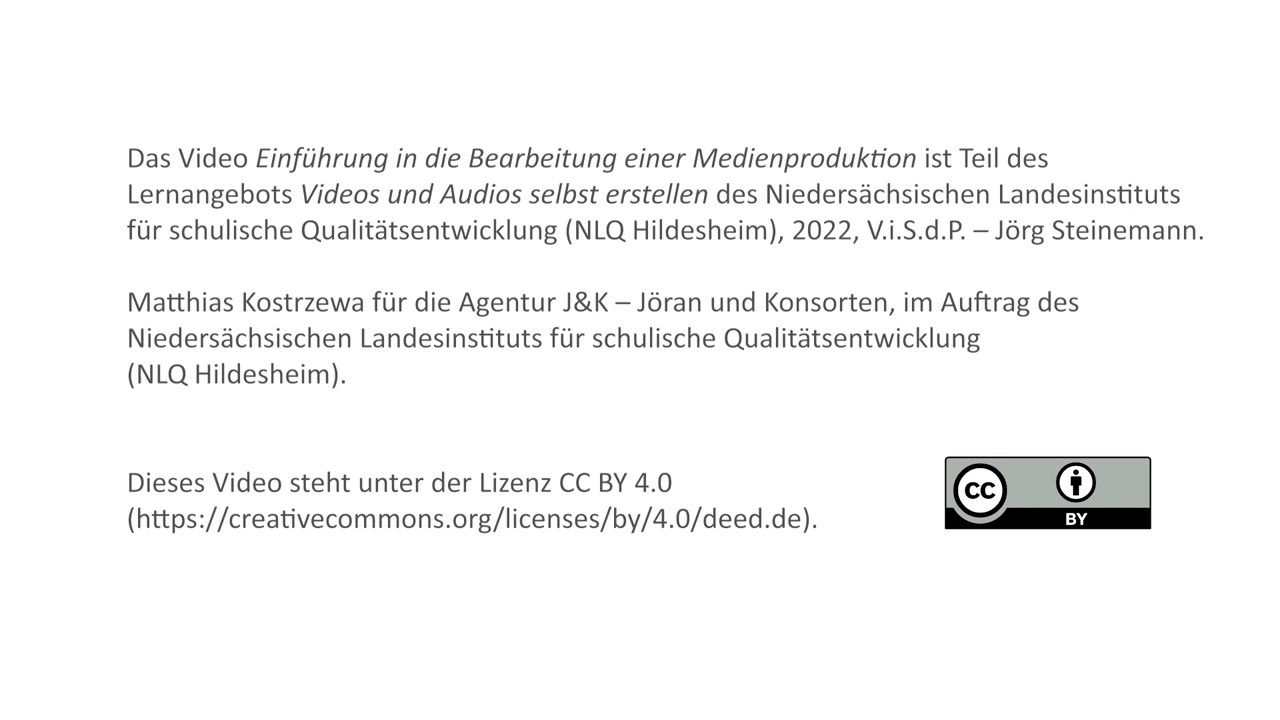 Das Video Einführung in die Bearbeitung einer Medienproduktion ist Teil des
Lernangebots Videos und Audios selbst erstellen des Niedersächsischen Landesinstituts
für schulische Qualitätsentwicklung (NLQ Hildesheim), 2022, V.i.S.d.P. – Jörg Steinemann.
Matthias Kostrzewa für die Agentur J&K – Jöran und Konsorten, im Auftrag des
Niedersächsischen Landesinstituts für schulische Qualitätsentwicklung
(NLQ Hildesheim).
Dieses Video steht unter der Lizenz CC BY 4.0
(https://creativecommons.org/licenses/by/4.0/deed.de).
CC
BY